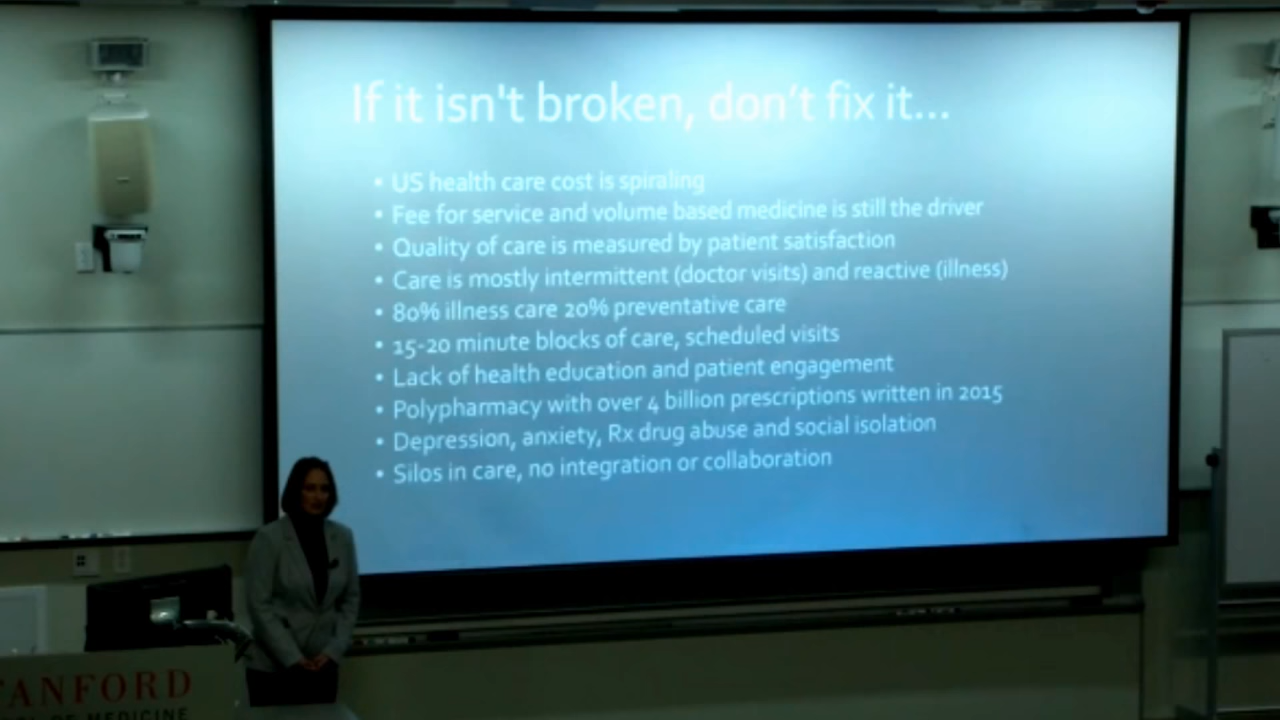 If it isn't broken, don't fix it...
• US health care cost is spiraling
• Fee for service and volume based medicine is still the driver
• Quality of care is measured by patient satisfaction
• Care is mostly intermittent (doctor visits) and reactive (illness)
• 80% illness care 20% preventative care
• 15-20 minute blocks of care, scheduled visits
• Lack of health education and patient engagement
• Polypharmacy with over 4 billion prescriptions written in 2015
• Depression, anxiety, Rx drug abuse and social isolation
• Silos in care, no integration or collaboration
TANFORD
OF MEDICINE